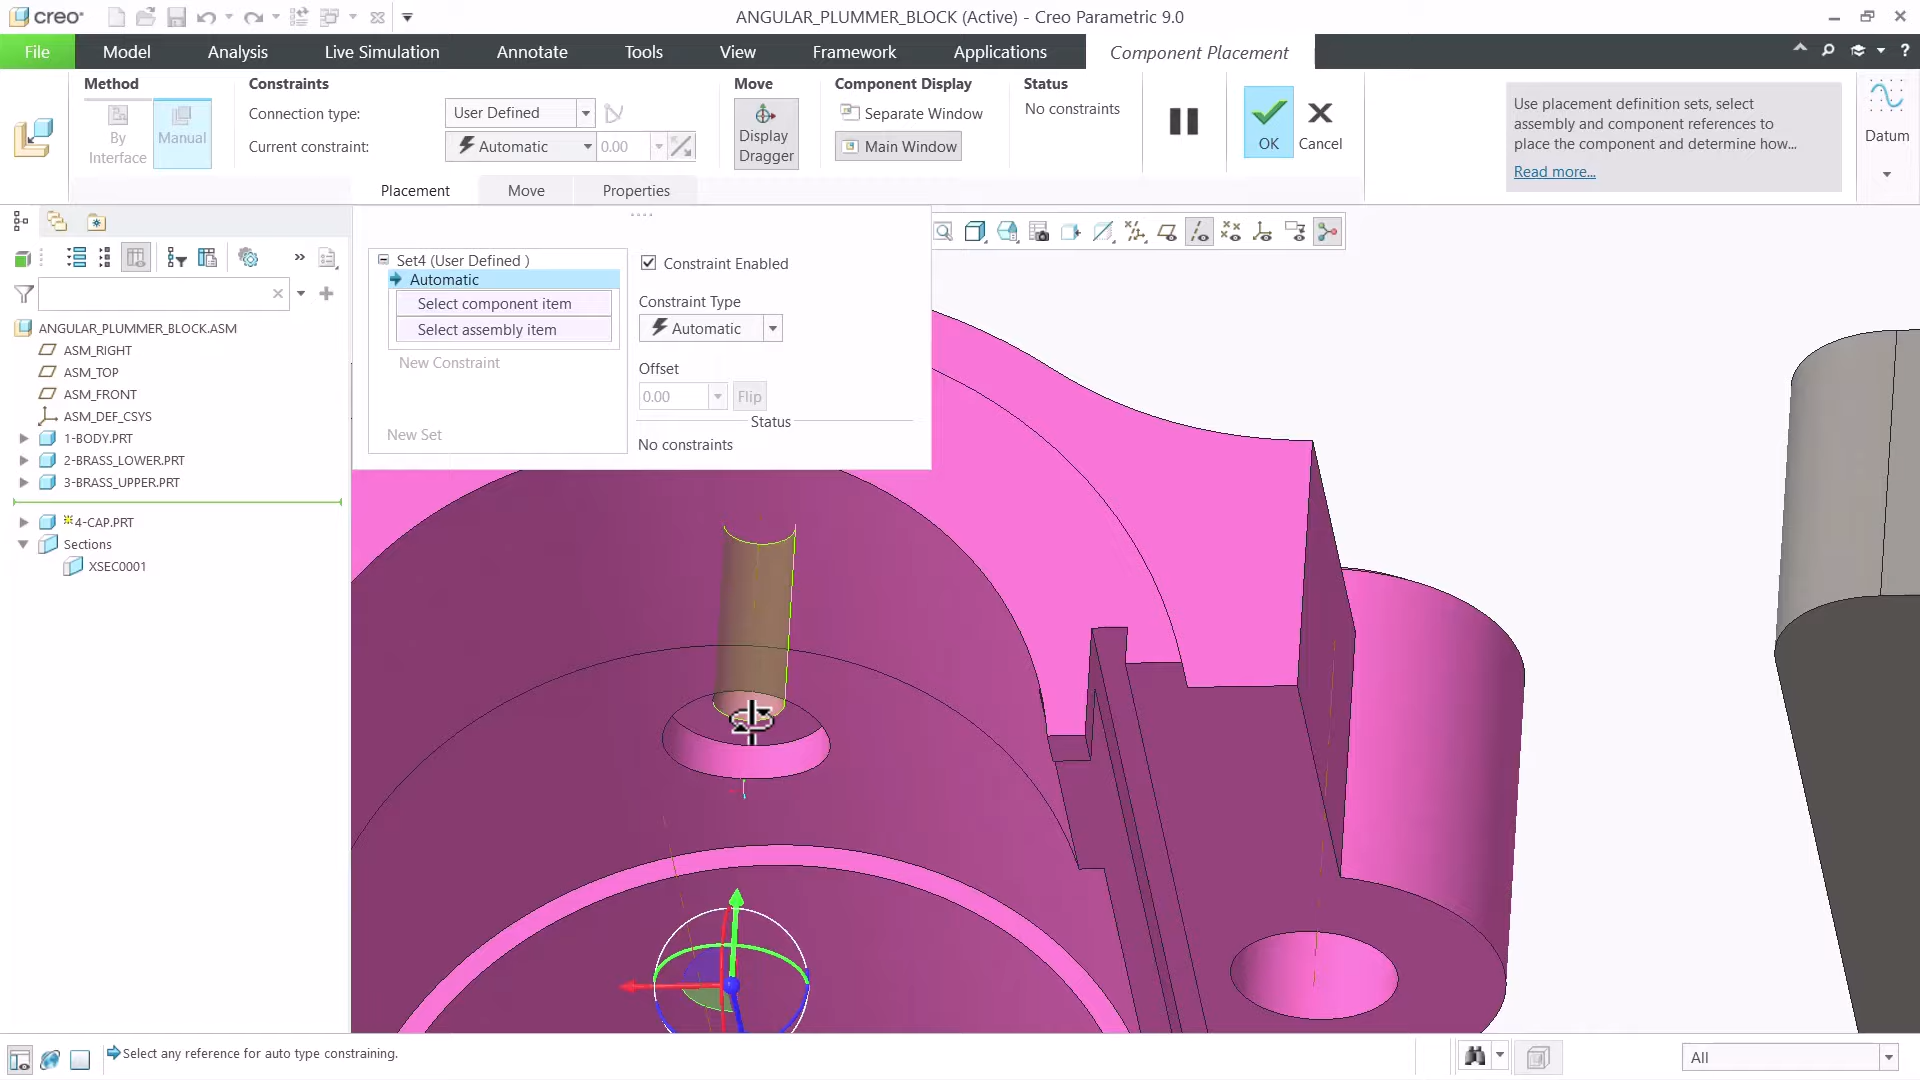 creo
ANGULAR_PLUMMER_BLOCK (Active) - Creo Parametric 9.0
File Model Analysis Live Simulation Annotate Tools View Framework Applications Component Placement
Method
By Interface
Manual
Constraints
Connection type: User Defined
Current constraint: Automatic 0.00
Move
Display Dragger
Component Display
Separate Window
Main Window
Status
No constraints
OK
Cancel
Use placement definition sets, select
assembly and component references to
place the component and determine how...
Read more...
Datum
Placement Move Properties
Set4 (User Defined )
Automatic
Select component item
Select assembly item
New Constraint
New Set
Constraint Enabled
Constraint Type
Automatic
Offset
0.00 Flip
Status
No constraints
ANGULAR_PLUMMER_BLOCK.ASM
ASM_RIGHT
ASM_TOP
ASM_FRONT
ASM_DEF_CSYS
1-BODY.PRT
2-BRASS_LOWER.PRT
3-BRASS_UPPER.PRT
4-CAP.PRT
Sections
XSEC0001
Select any reference for auto type constraining.
All